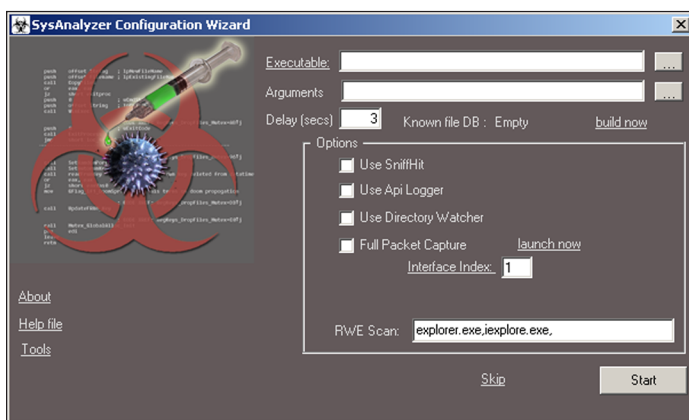 SysAnalyzer Configuration Wizard
Executable:
...
Arguments
...
Delay (secs) 3 Known file DB : Empty build now
Options
Use SniffHit
Use Api Logger
Use Directory Watcher
Full Packet Capture launch now
Interface Index: 1
RWE Scan: explorer.exe,iexplore.exe,
About
Help file
Tools
Skip
Start